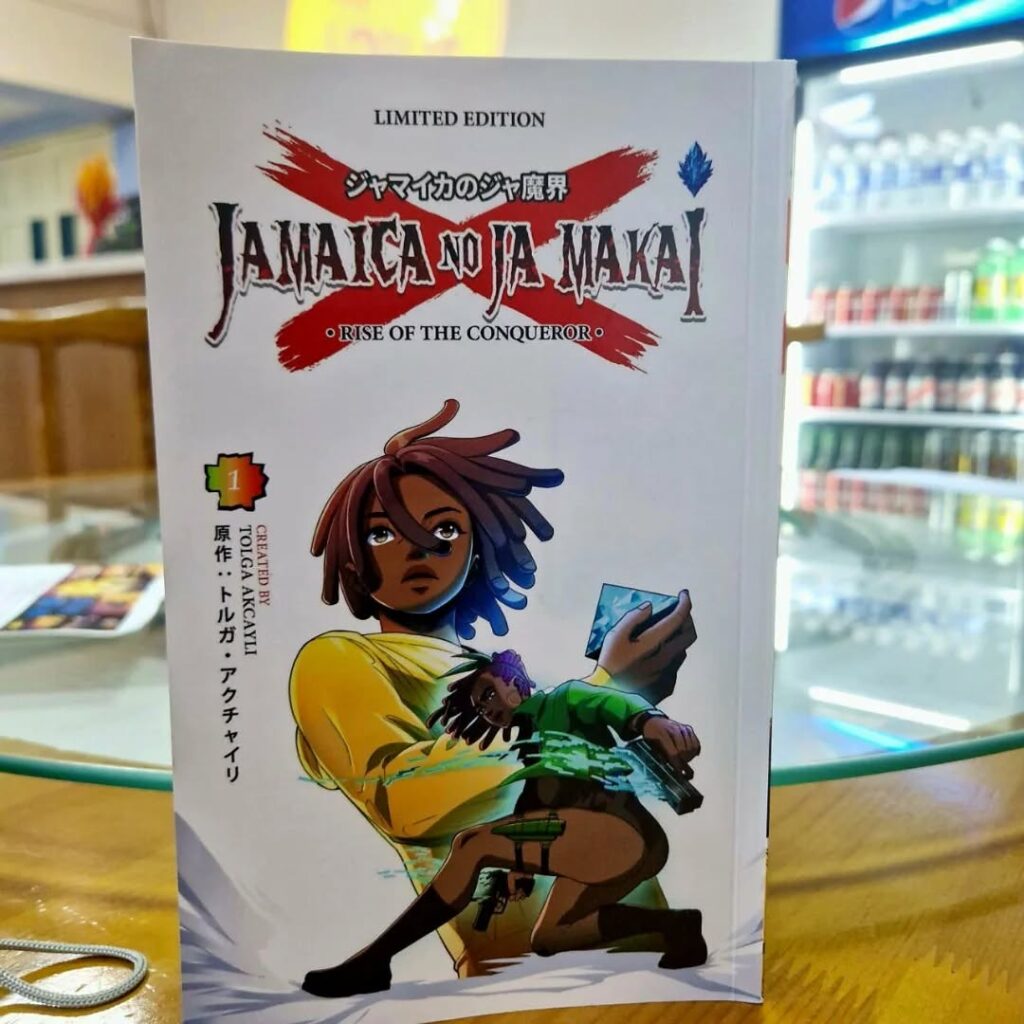 LIMITED EDITION
ジャマイカのジャ魔界
JAMAICA NO JA MAKAI
• RISE OF THE CONQUEROR •
1
CREATED BY
TOLGA AKCAYLI
原作：トルガ・アクチャイリ
pepsi